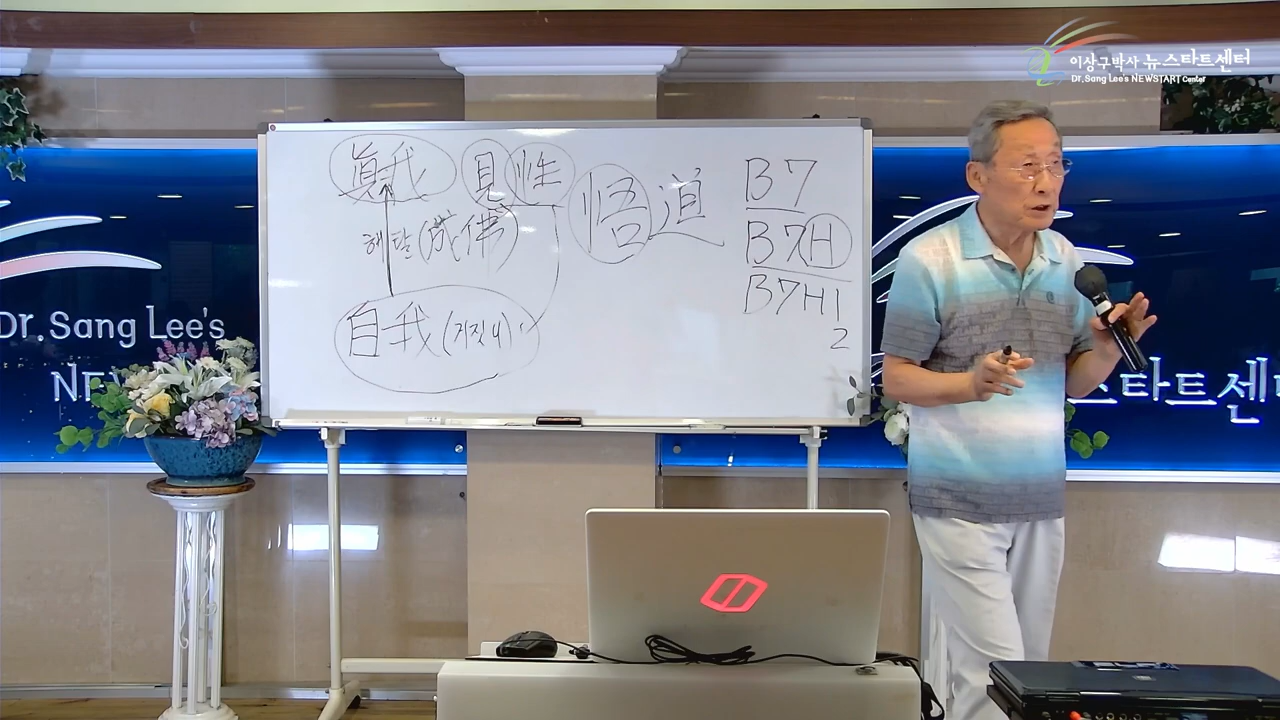 이상구박사 뉴스타트센터
Dr. Sang Lee's NEWSTART Center
眞我 見性 悟道
해탈(成佛)
自我(거짓나)
B7
B7H
B7H1
2
Dr. Sang Lee's
NEW
스타트센